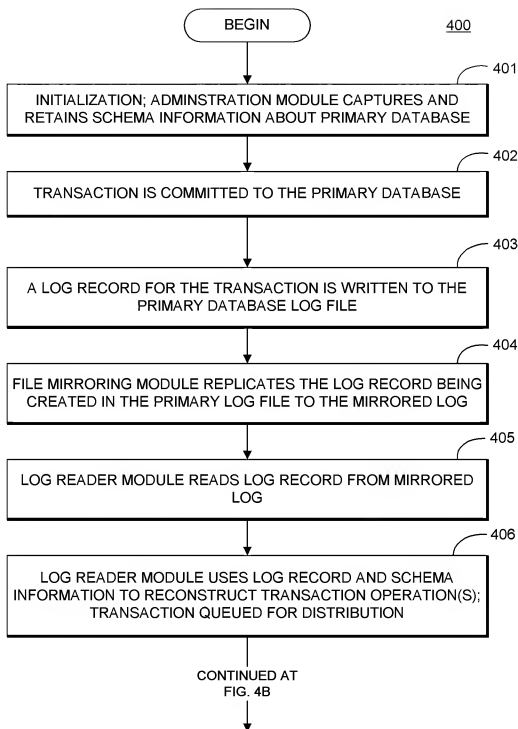 BEGIN
400
401
INITIALIZATION; ADMINSTRATION MODULE CAPTURES AND
RETAINS SCHEMA INFORMATION ABOUT PRIMARY DATABASE
402
TRANSACTION IS COMMITTED TO THE PRIMARY DATABASE
403
A LOG RECORD FOR THE TRANSACTION IS WRITTEN TO THE
PRIMARY DATABASE LOG FILE
404
FILE MIRRORING MODULE REPLICATES THE LOG RECORD BEING
CREATED IN THE PRIMARY LOG FILE TO THE MIRRORED LOG
405
LOG READER MODULE READS LOG RECORD FROM MIRRORED
LOG
406
LOG READER MODULE USES LOG RECORD AND SCHEMA
INFORMATION TO RECONSTRUCT TRANSACTION OPERATION(S);
TRANSACTION QUEUED FOR DISTRIBUTION
CONTINUED AT
FIG. 4B